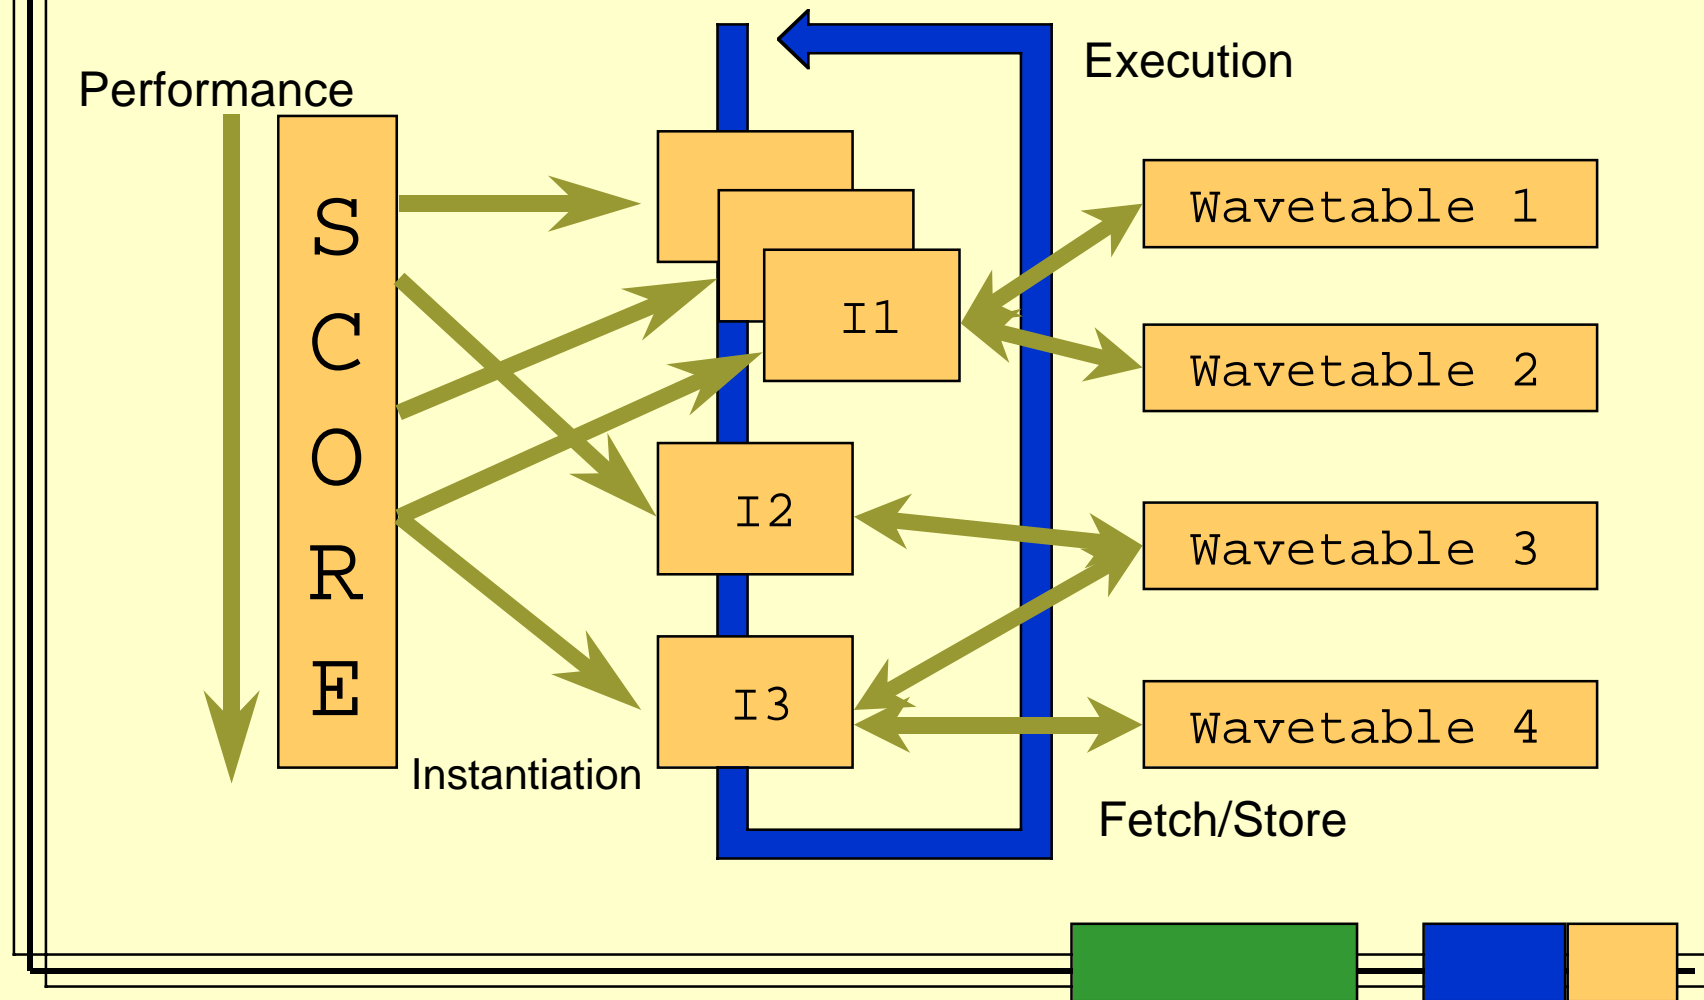 Performance
Execution
S
C
O
R
E
I1
I2
I3
Wavetable 1
Wavetable 2
Wavetable 3
Wavetable 4
Instantiation
Fetch/Store